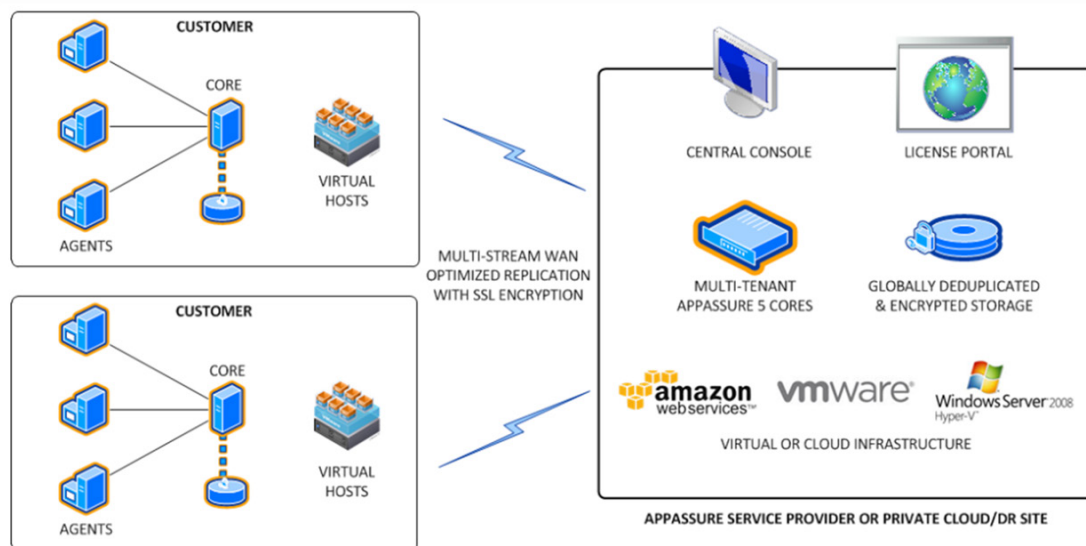 CUSTOMER
CORE
VIRTUAL
HOSTS
AGENTS
CUSTOMER
CORE
VIRTUAL
HOSTS
AGENTS
MULTI-STREAM WAN
OPTIMIZED REPLICATION
WITH SSL ENCRYPTION
CENTRAL CONSOLE
LICENSE PORTAL
MULTI-TENANT
APPASSURE 5 CORES
GLOBALLY DEDUPLICATED
& ENCRYPTED STORAGE
amazon
webservices™
vmware®
Windows Server 2008
Hyper-V™
VIRTUAL OR CLOUD INFRASTRUCTURE
APPASSURE SERVICE PROVIDER OR PRIVATE CLOUD/DR SITE